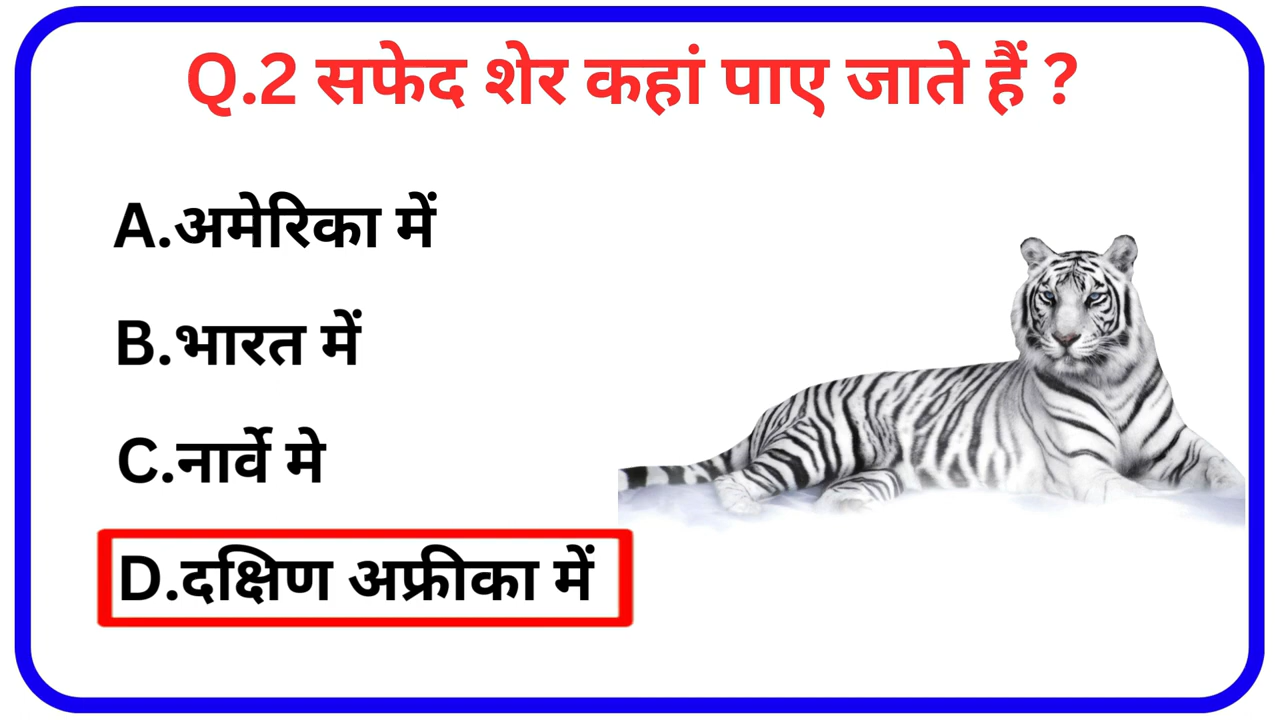 Q.2 सफेद शेर कहां पाए जाते हैं ?
A.अमेरिका में
B.भारत में
C.नार्वे मे
D.दक्षिण अफ्रीका में